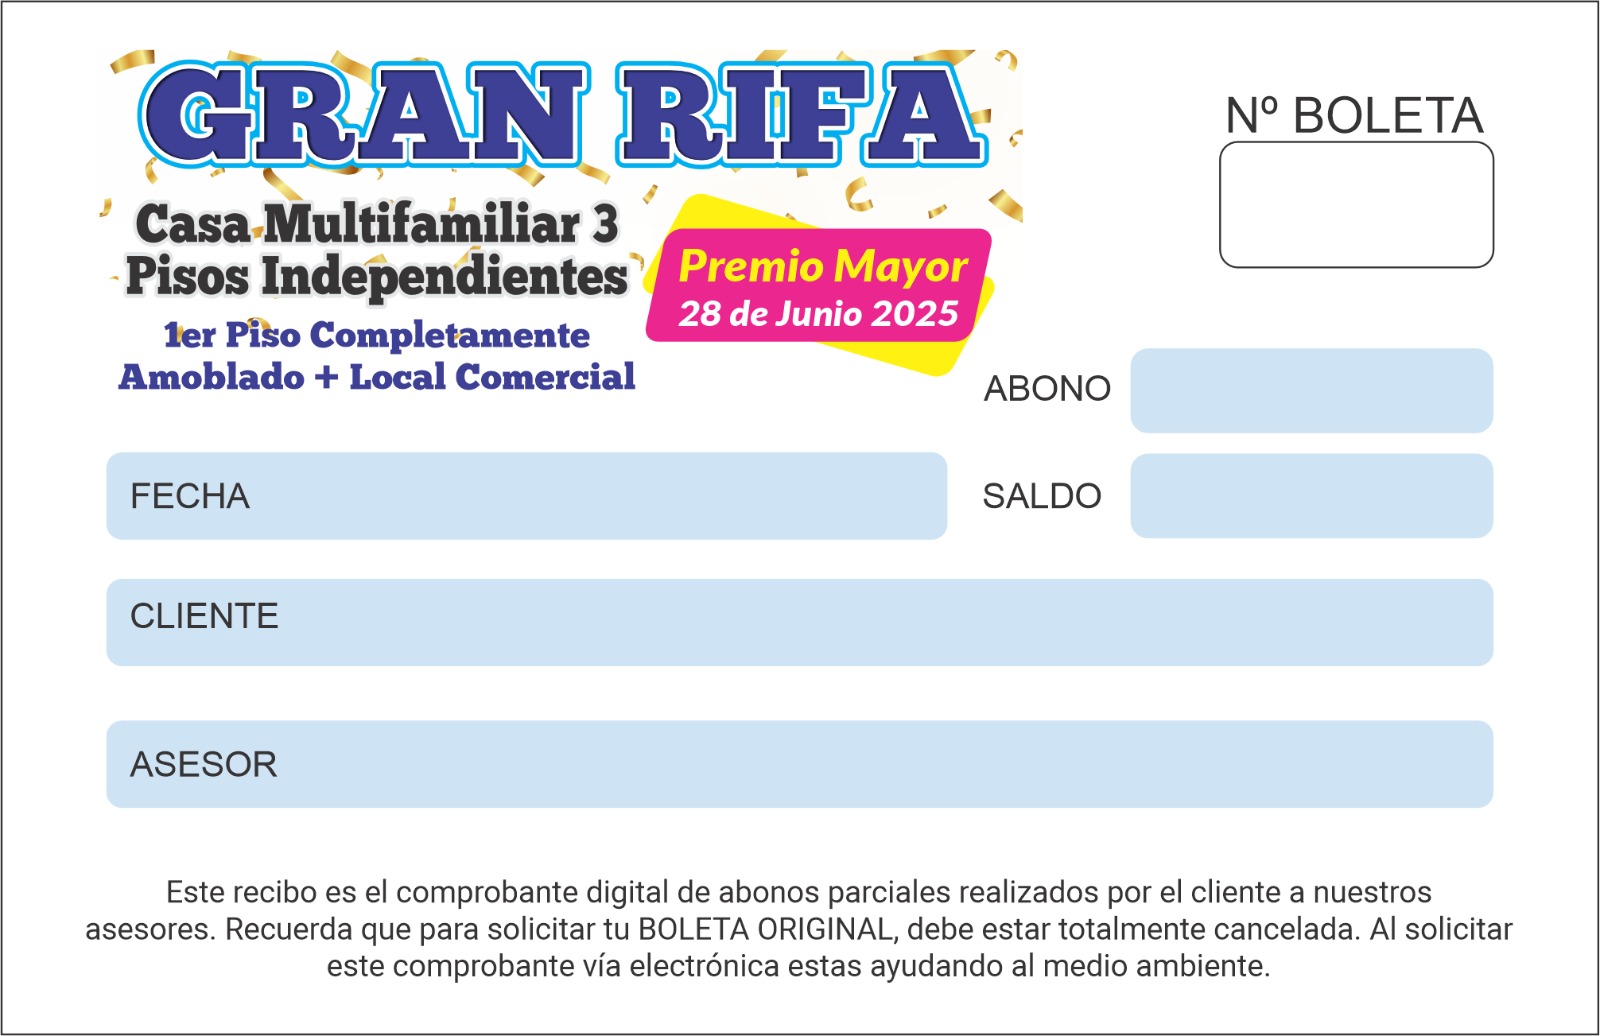 GRAN RIFA
Nº BOLETA
Casa Multifamiliar 3
Pisos Independientes
Premio Mayor
28 de Junio 2025
1er Piso Completamente
Amoblado + Local Comercial
ABONO
FECHA
SALDO
CLIENTE
ASESOR
Este recibo es el comprobante digital de abonos parciales realizados por el cliente a nuestros
asesores. Recuerda que para solicitar tu BOLETA ORIGINAL, debe estar totalmente cancelada. Al solicitar
este comprobante vía electrónica estas ayudando al medio ambiente.